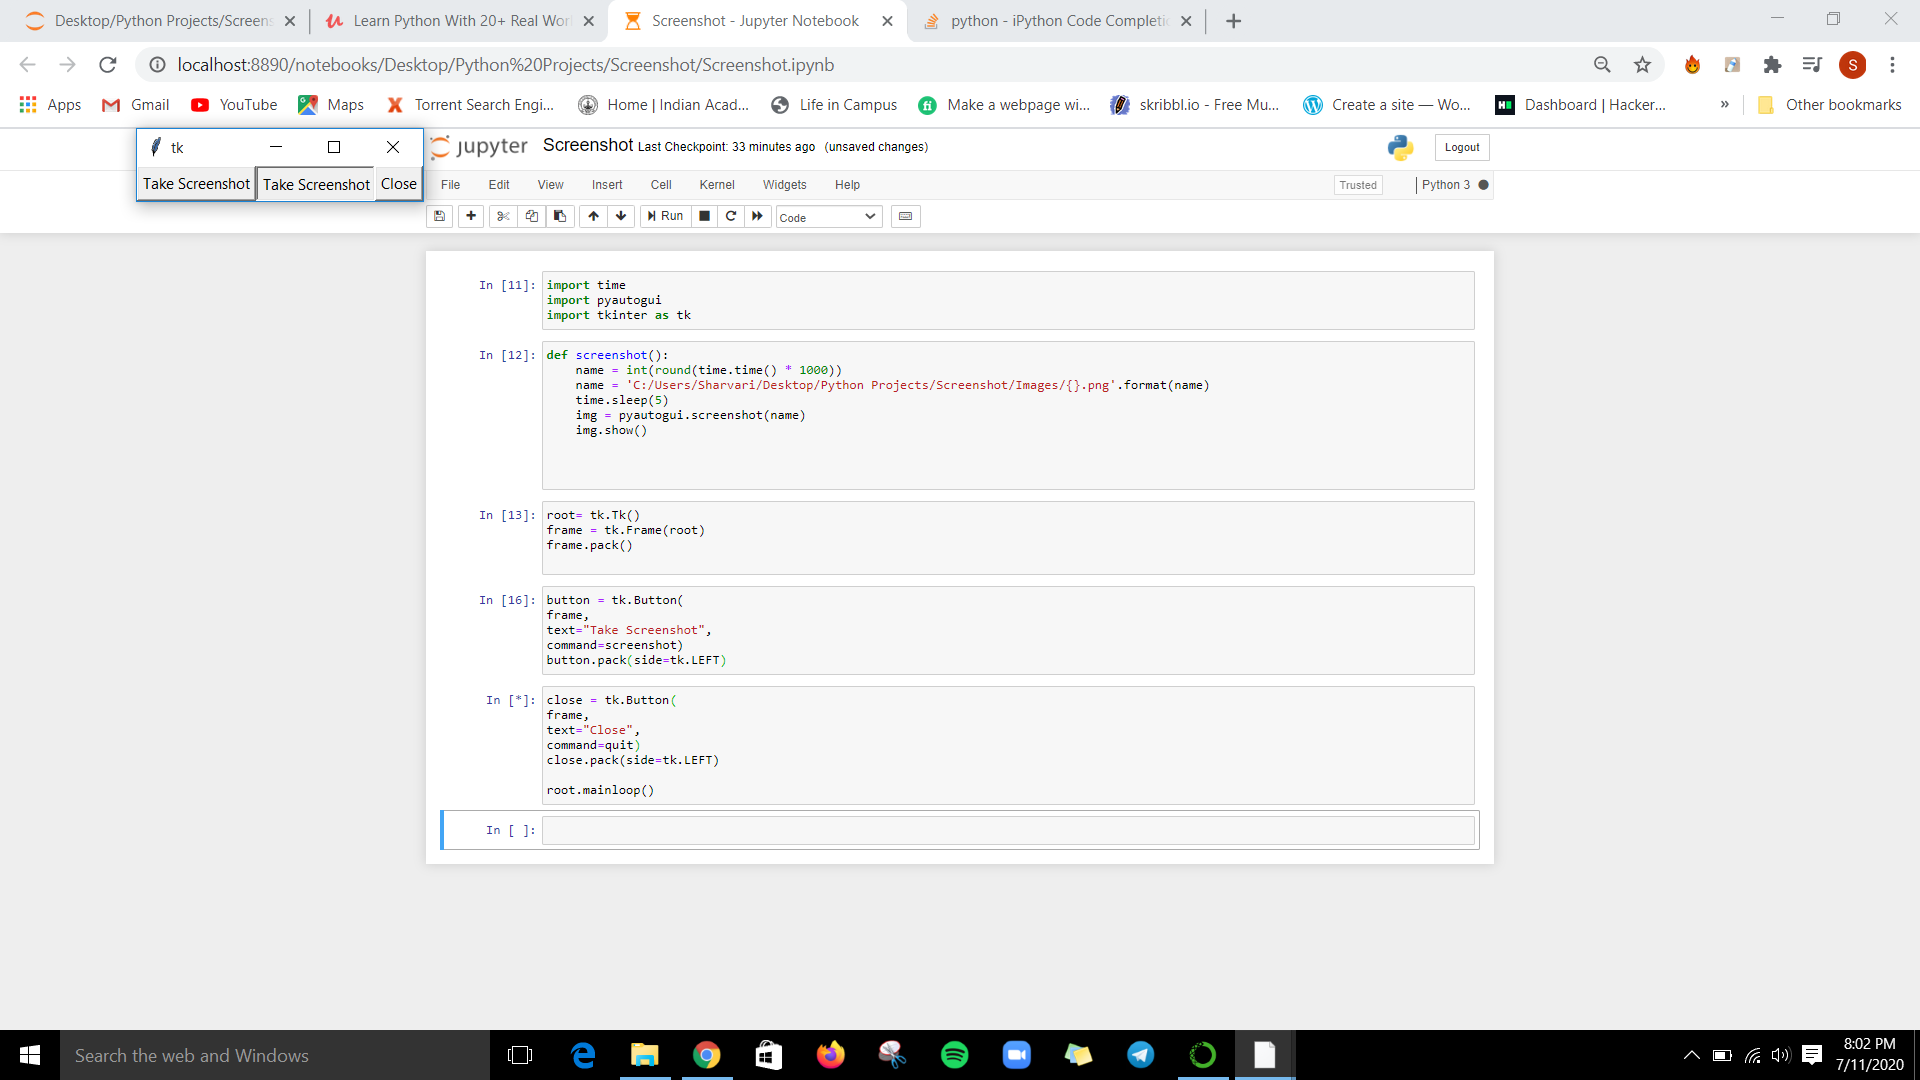 Desktop/Python Projects/Screens
Learn Python With 20+ Real Wor
Screenshot - Jupyter Notebook
python - iPython Code Completio
localhost:8890/notebooks/Desktop/Python%20Projects/Screenshot/Screenshot.ipynb
S
Apps
Gmail
YouTube
Maps
Torrent Search Engi...
Home | Indian Acad...
Life in Campus
Make a webpage wi...
skribbl.io - Free Mu...
Create a site — Wo...
Dashboard | Hacker...
»
Other bookmarks
tk
Take Screenshot
Take Screenshot
Close
jupyter
Screenshot Last Checkpoint: 33 minutes ago (unsaved changes)
Logout
File
Edit
View
Insert
Cell
Kernel
Widgets
Help
Trusted
Python 3
Run
Code
In [11]:
import time
import pyautogui
import tkinter as tk
In [12]:
def screenshot():
    name = int(round(time.time() * 1000))
    name = 'C:/Users/Sharvari/Desktop/Python Projects/Screenshot/Images/{}.png'.format(name)
    time.sleep(5)
    img = pyautogui.screenshot(name)
    img.show()
In [13]:
root= tk.Tk()
frame = tk.Frame(root)
frame.pack()
In [16]:
button = tk.Button(
frame,
text="Take Screenshot",
command=screenshot)
button.pack(side=tk.LEFT)
In [*]:
close = tk.Button(
frame,
text="Close",
command=quit)
close.pack(side=tk.LEFT)
root.mainloop()
In [ ]:
Search the web and Windows
8:02 PM
7/11/2020